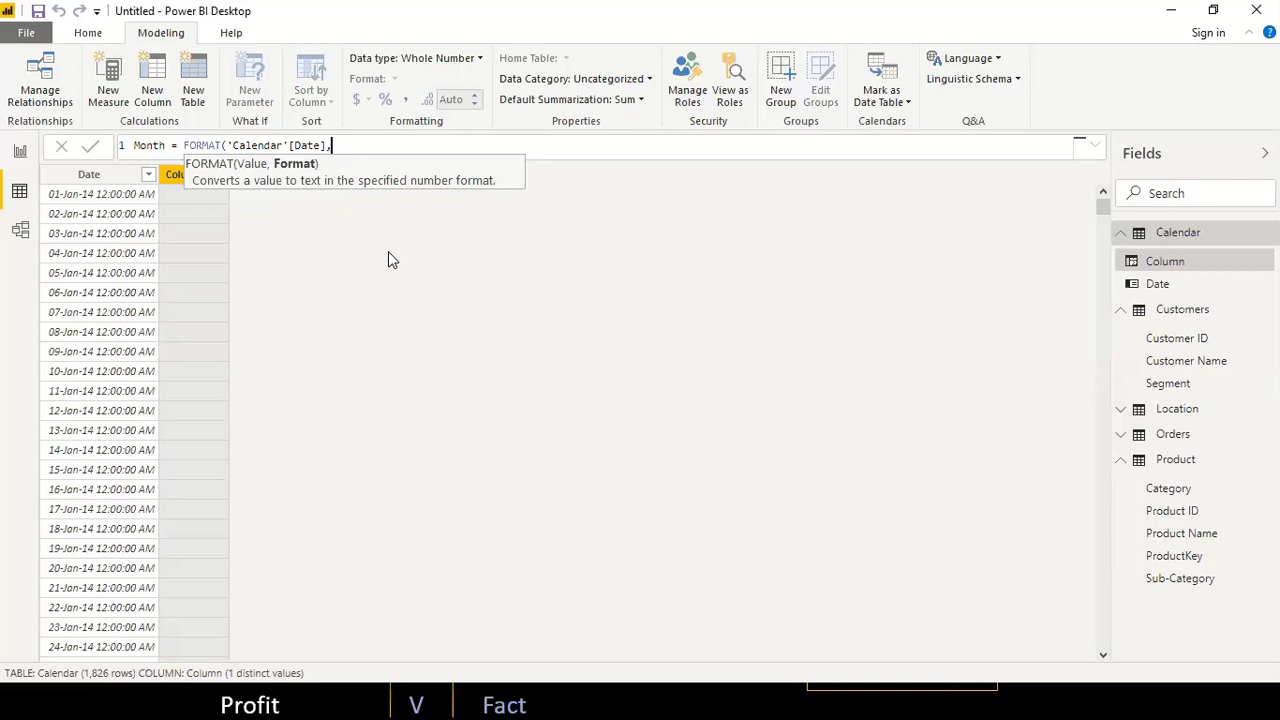 Untitled - Power BI Desktop
File
Home
Modeling
Help
Sign in
Manage Relationships
Relationships
New Measure
New Column
New Table
Calculations
New Parameter
What If
Sort by Column
Sort
Data type: Whole Number
Format:
$ % , .00 Auto
Formatting
Home Table:
Data Category: Uncategorized
Default Summarization: Sum
Properties
Manage Roles
View as Roles
Security
New Group
Edit Groups
Groups
Mark as Date Table
Calendars
Language
Linguistic Schema
Q&A
1 Month = FORMAT('Calendar'[Date],
FORMAT(Value, Format)
Converts a value to text in the specified number format.
Date
Colu
01-Jan-14 12:00:00 AM
02-Jan-14 12:00:00 AM
03-Jan-14 12:00:00 AM
04-Jan-14 12:00:00 AM
05-Jan-14 12:00:00 AM
06-Jan-14 12:00:00 AM
07-Jan-14 12:00:00 AM
08-Jan-14 12:00:00 AM
09-Jan-14 12:00:00 AM
10-Jan-14 12:00:00 AM
11-Jan-14 12:00:00 AM
12-Jan-14 12:00:00 AM
13-Jan-14 12:00:00 AM
14-Jan-14 12:00:00 AM
15-Jan-14 12:00:00 AM
16-Jan-14 12:00:00 AM
17-Jan-14 12:00:00 AM
18-Jan-14 12:00:00 AM
19-Jan-14 12:00:00 AM
20-Jan-14 12:00:00 AM
21-Jan-14 12:00:00 AM
22-Jan-14 12:00:00 AM
23-Jan-14 12:00:00 AM
24-Jan-14 12:00:00 AM
Fields
Search
Calendar
Column
Date
Customers
Customer ID
Customer Name
Segment
Location
Orders
Product
Category
Product ID
Product Name
ProductKey
Sub-Category
TABLE: Calendar (1,826 rows) COLUMN: Column (1 distinct values)
Profit V Fact